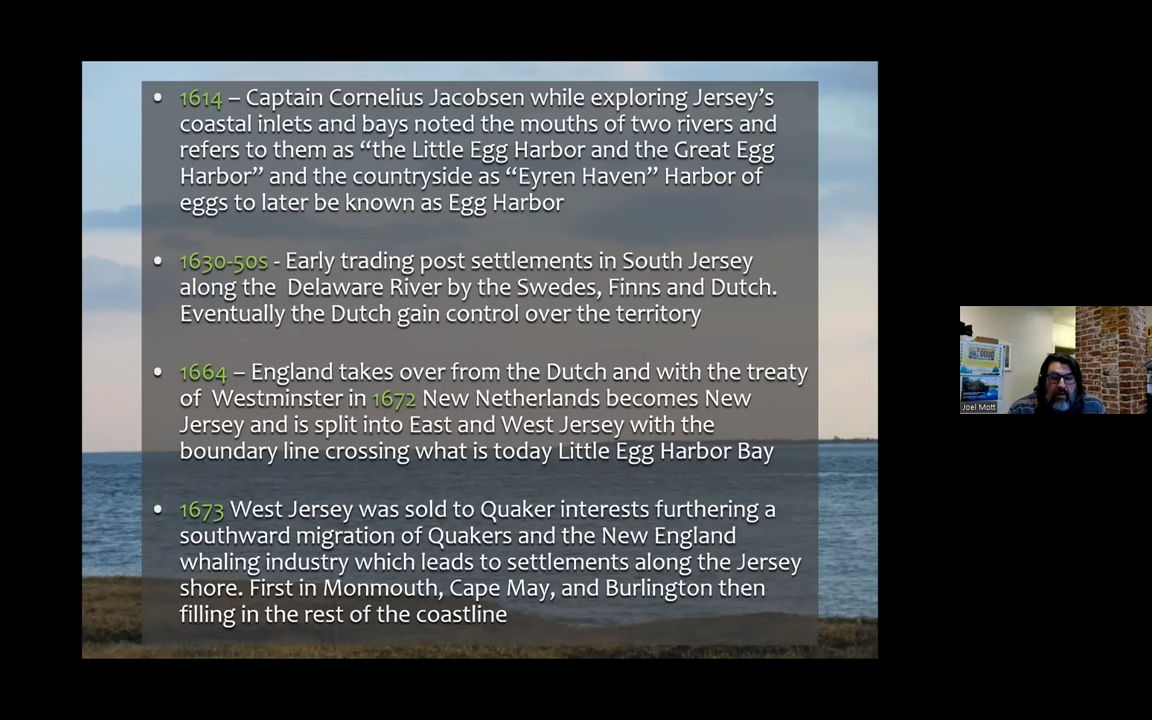 • 1614 – Captain Cornelius Jacobsen while exploring Jersey's
coastal inlets and bays noted the mouths of two rivers and
refers to them as “the Little Egg Harbor and the Great Egg
Harbor” and the countryside as “Eyren Haven” Harbor of
eggs to later be known as Egg Harbor
• 1630-50s - Early trading post settlements in South Jersey
along the Delaware River by the Swedes, Finns and Dutch.
Eventually the Dutch gain control over the territory
• 1664 – England takes over from the Dutch and with the treaty
of Westminster in 1672 New Netherlands becomes New
Jersey and is split into East and West Jersey with the
boundary line crossing what is today Little Egg Harbor Bay
• 1673 West Jersey was sold to Quaker interests furthering a
southward migration of Quakers and the New England
whaling industry which leads to settlements along the Jersey
shore. First in Monmouth, Cape May, and Burlington then
filling in the rest of the coastline
Joel Mott